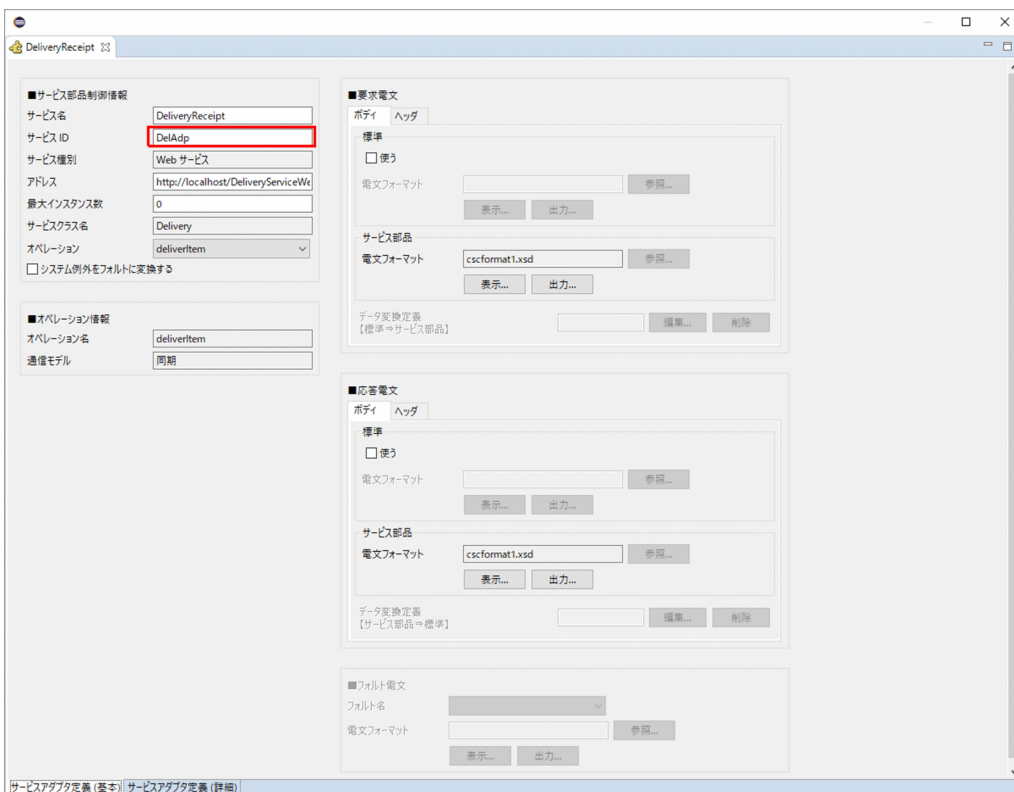 DeliveryReceipt
■サービス部品制御情報
サービス名 DeliveryReceipt
サービス ID DelAdp
サービス種別 Web サービス
アドレス http://localhost/DeliveryServiceWe
最大インスタンス数 0
サービスクラス名 Delivery
オペレーション deliverItem
システム例外をフォルトに変換する
■オペレーション情報
オペレーション名 deliverItem
通信モデル 同期
■要求電文
ボディ ヘッダ
標準
使う
電文フォーマット 参照...
表示... 出力...
サービス部品
電文フォーマット cscformat1.xsd 参照...
表示... 出力...
データ変換定義
【標準⇒サービス部品】 編集... 削除
■応答電文
ボディ ヘッダ
標準
使う
電文フォーマット 参照...
表示... 出力...
サービス部品
電文フォーマット cscformat1.xsd 参照...
表示... 出力...
データ変換定義
【サービス部品⇒標準】 編集... 削除
■フォルト電文
フォルト名
電文フォーマット 参照...
表示... 出力...
サービスアダプタ定義 (基本) サービスアダプタ定義 (詳細)